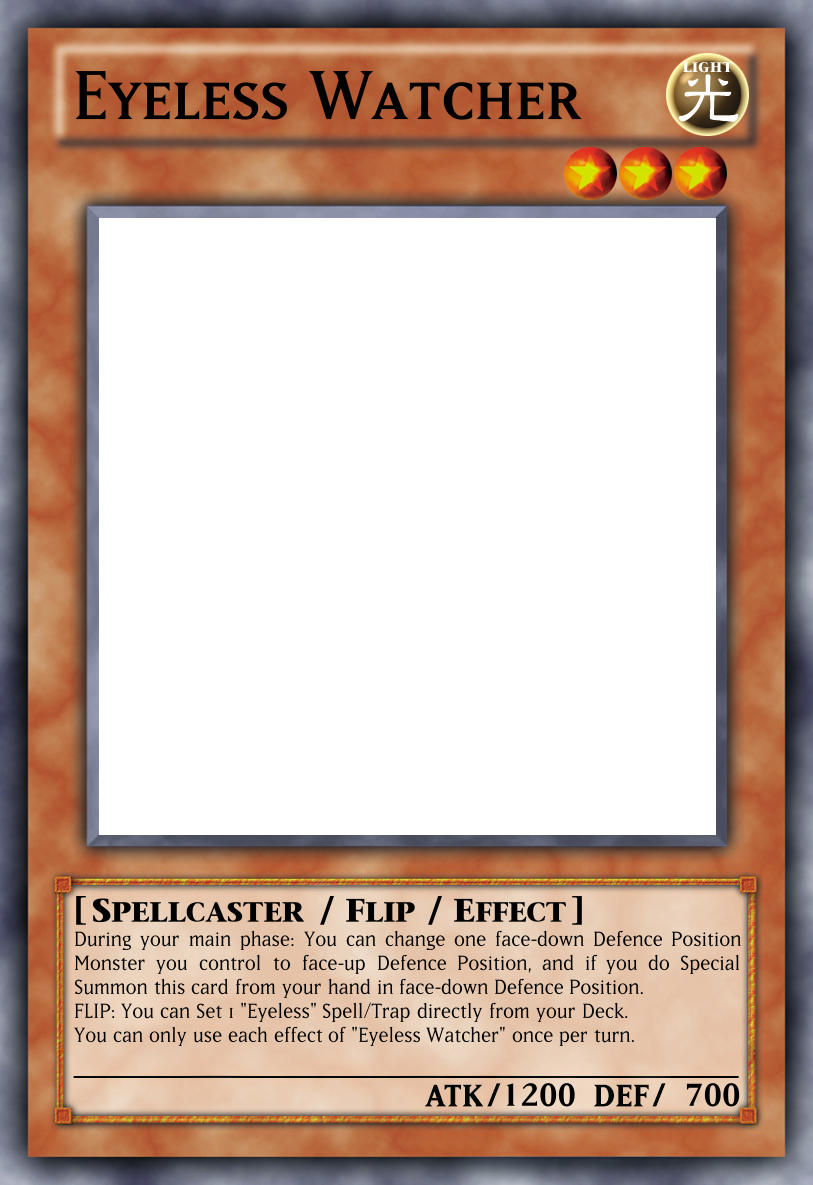 Eyeless Watcher
LIGHT
光
[Spellcaster / Flip / Effect]
During your main phase: You can change one face-down Defence Position
Monster you control to face-up Defence Position, and if you do Special
Summon this card from your hand in face-down Defence Position.
FLIP: You can Set 1 "Eyeless" Spell/Trap directly from your Deck.
You can only use each effect of "Eyeless Watcher" once per turn.
ATK/1200 DEF/ 700